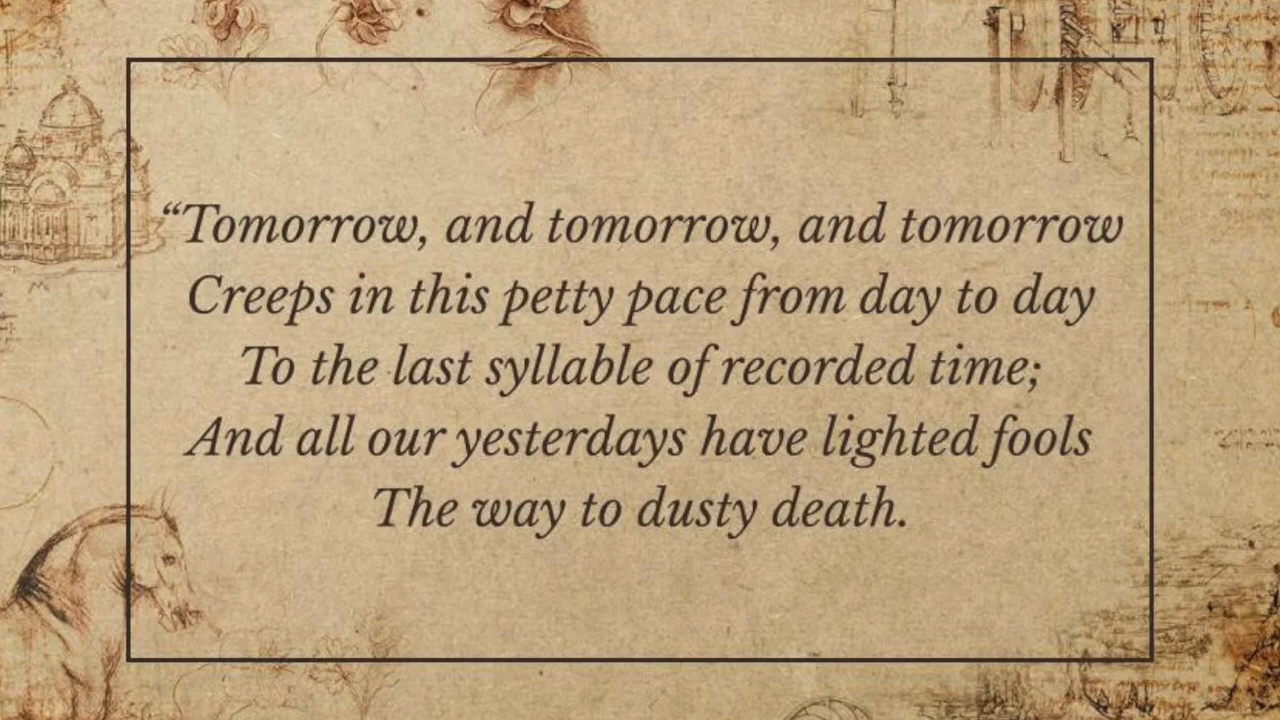 “Tomorrow, and tomorrow, and tomorrow
Creeps in this petty pace from day to day
To the last syllable of recorded time;
And all our yesterdays have lighted fools
The way to dusty death.